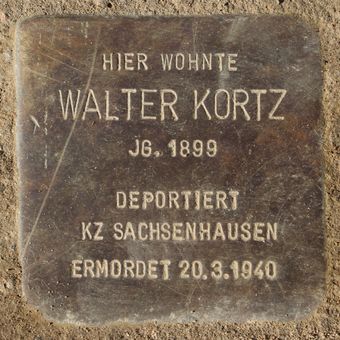 HIER WOHNTE
WALTER KORTZ
JG. 1899
DEPORTIERT
KZ SACHSENHAUSEN
ERMORDET 20.3.1940